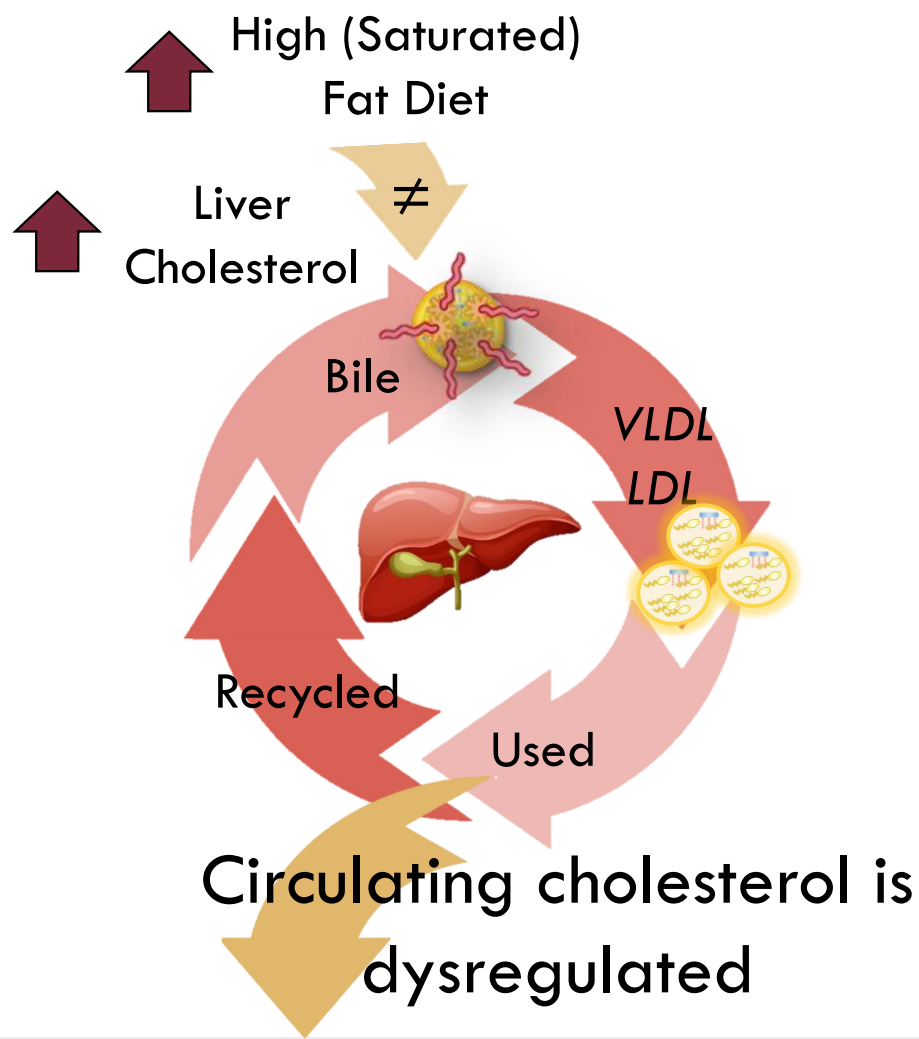 High (Saturated)
Fat Diet
≠
Liver
Cholesterol
Bile
VLDL
LDL
Recycled
Used
Circulating cholesterol is
dysregulated